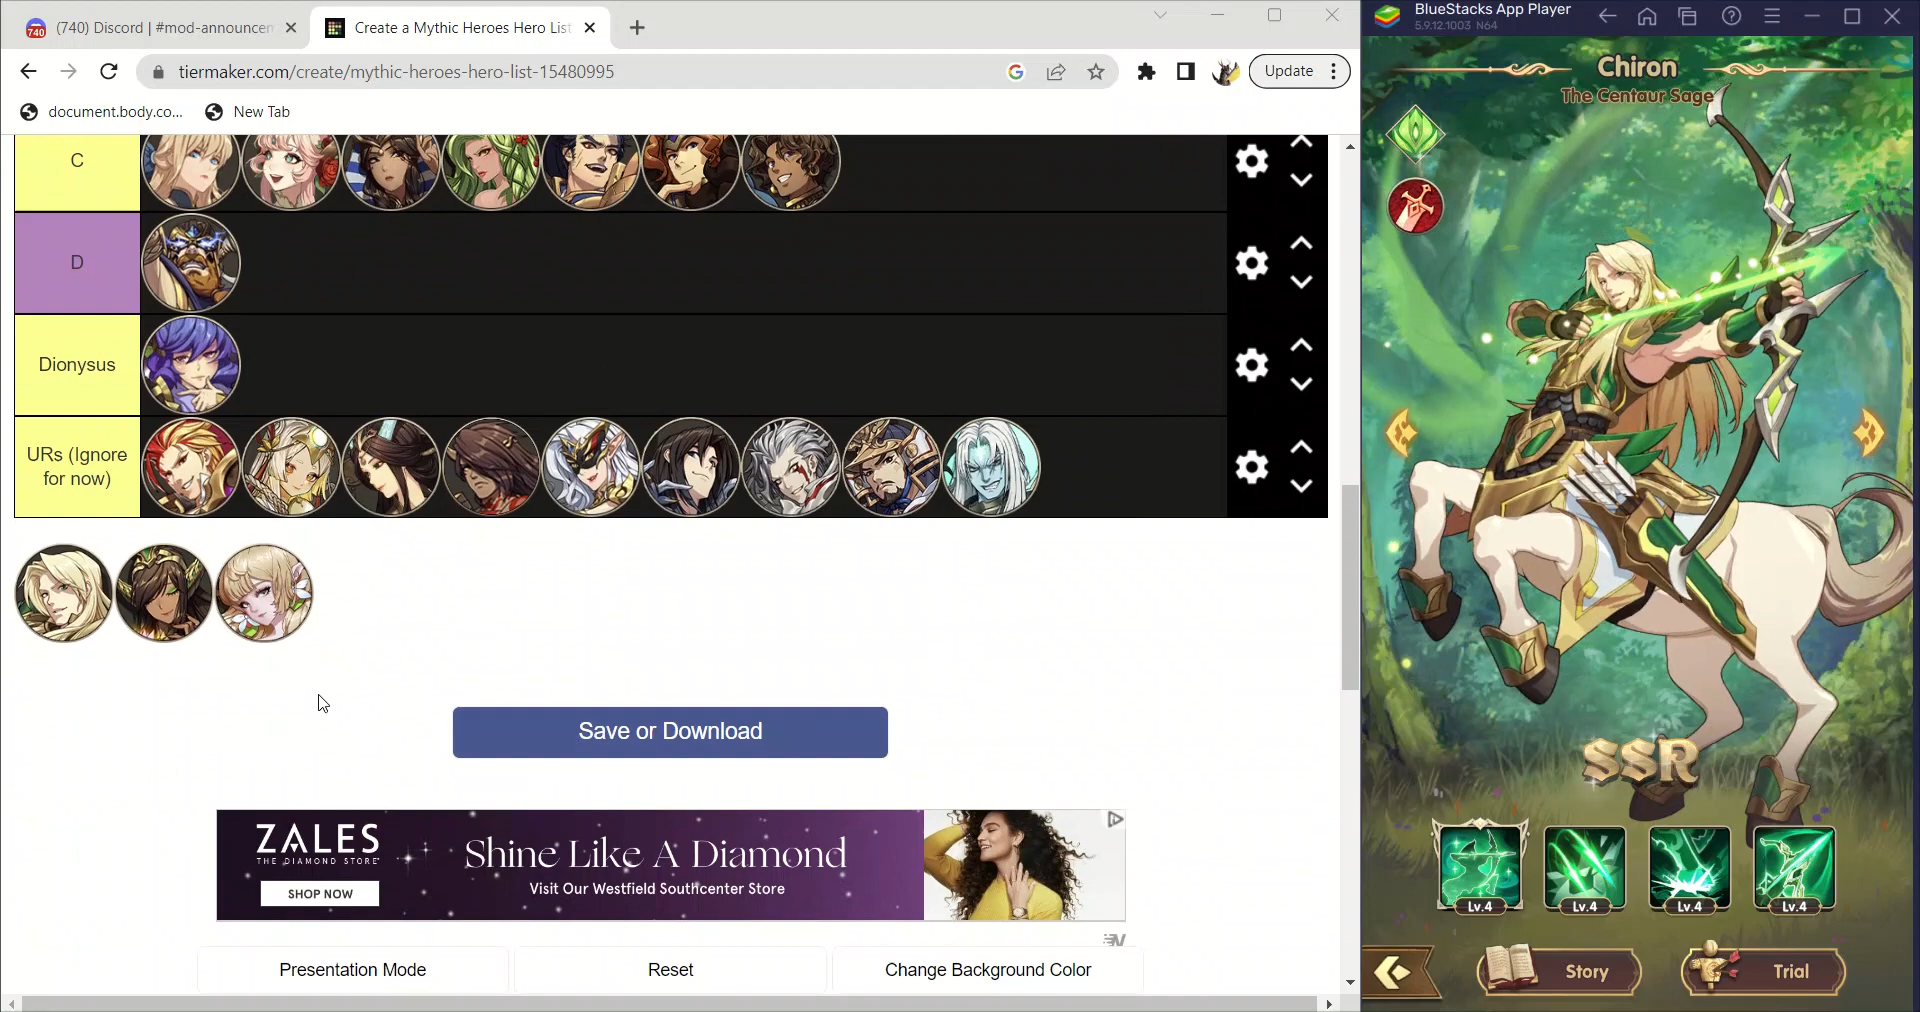 740
(740) Discord | #mod-announcem
Create a Mythic Heroes Hero List
tiermaker.com/create/mythic-heroes-hero-list-15480995
Update
document.body.co...
New Tab
C
D
Dionysus
URs (Ignore
for now)
Save or Download
ZALES
THE DIAMOND STORE
SHOP NOW
Shine Like A Diamond
Visit Our Westfield Southcenter Store
Presentation Mode
Reset
Change Background Color
BlueStacks App Player
5.9.12.1003 N64
Chiron
The Centaur Sage
SSR
Lv.4
Lv.4
Lv.4
Lv.4
Story
Trial